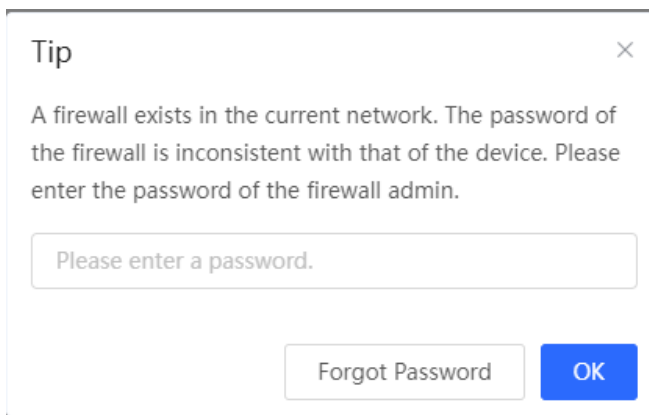 Tip
A firewall exists in the current network. The password of
the firewall is inconsistent with that of the device. Please
enter the password of the firewall admin.
Please enter a password.
Forgot Password
OK